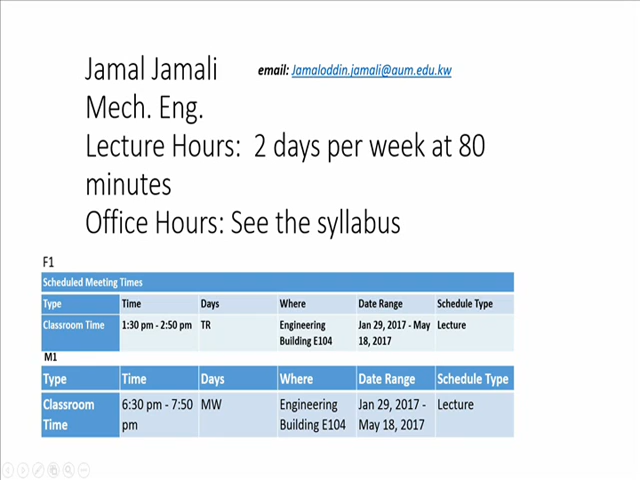 Jamal Jamali
email: Jamaloddin.jamali@aum.edu.kw
Mech. Eng.
Lecture Hours: 2 days per week at 80
minutes
Office Hours: See the syllabus
F1
Scheduled Meeting Times
Type Time Days Where Date Range Schedule Type
Classroom Time 1:30 pm - 2:50 pm TR Engineering Jan 29, 2017 - May Lecture
Building E104 18, 2017
M1
Type Time Days Where Date Range Schedule Type
Classroom 6:30 pm - 7:50 MW Engineering Jan 29, 2017 - Lecture
Time pm Building E104 May 18, 2017